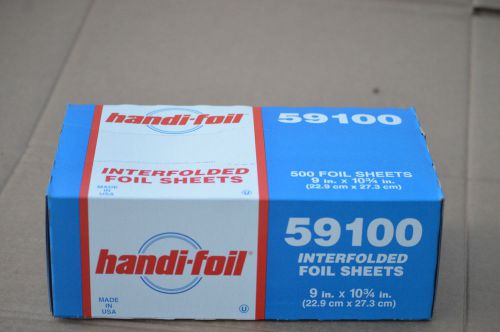 handi-foil
INTERFOLDED
FOIL SHEETS
MADE
IN
USA
U
59100
500 FOIL SHEETS
9 in. x 10¾ in.
(22.9 cm x 27.3 cm)
handi-foil®
MADE
IN
USA
U
59100
INTERFOLDED
FOIL SHEETS
9 in. x 10¾ in.
(22.9 cm x 27.3 cm)